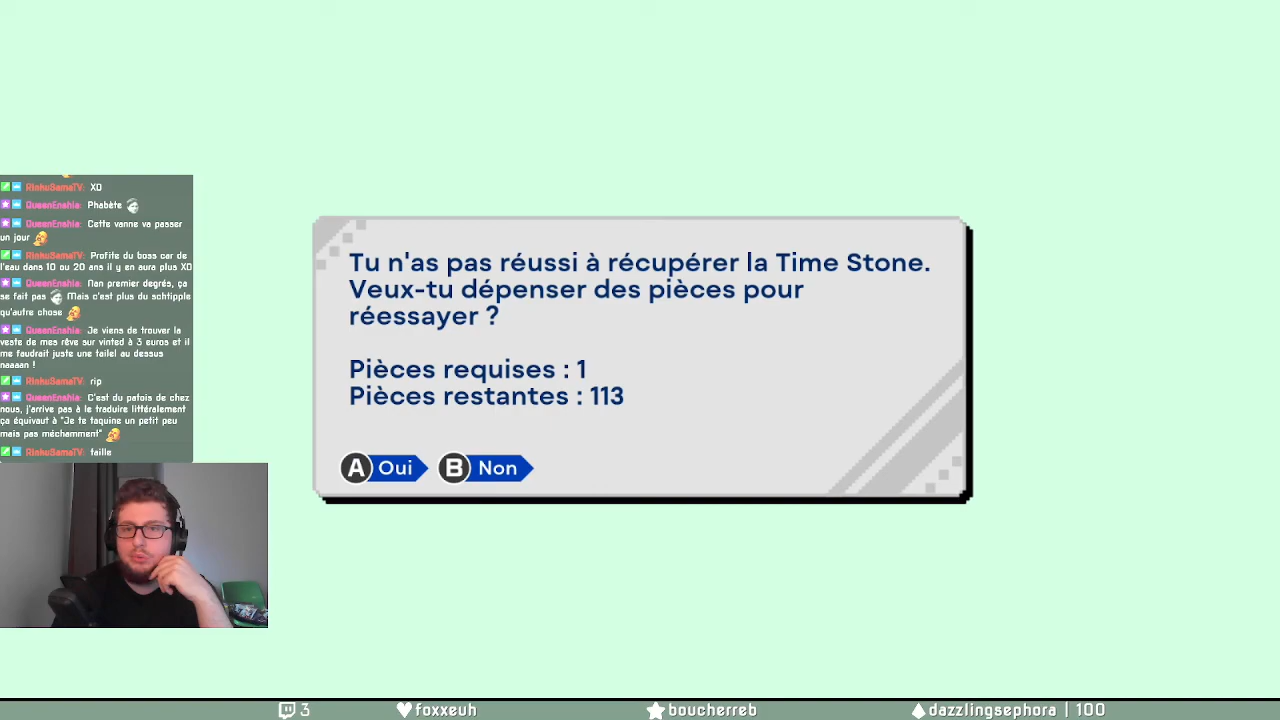 RinkuSamaTV: XD
QueenEnshia: Phabète
QueenEnshia: Cette vanne va passer
un jour
RinkuSamaTV: Profite du boss car de
l'eau dans 10 ou 20 ans il y en aura plus XD
QueenEnshia: Nan premier degrés, ça
se fait pas Mais c'est plus du schtipple
qu'autre chose
QueenEnshia: Je viens de trouver la
veste de mes rêve sur vinted à 3 euros et il
me faudrait juste une tailel au dessus
naaaan !
RinkuSamaTV: rip
QueenEnshia: C'est du patois de chez
nous, j'arrive pas à le traduire littéralement
ça équivaut à "Je te taquine un petit peu
mais pas méchamment"
RinkuSamaTV: faille
Tu n'as pas réussi à récupérer la Time Stone.
Veux-tu dépenser des pièces pour
réessayer ?
Pièces requises : 1
Pièces restantes : 113
A Oui B Non
3 foxxeuh boucherreb dazzlingsephora | 100